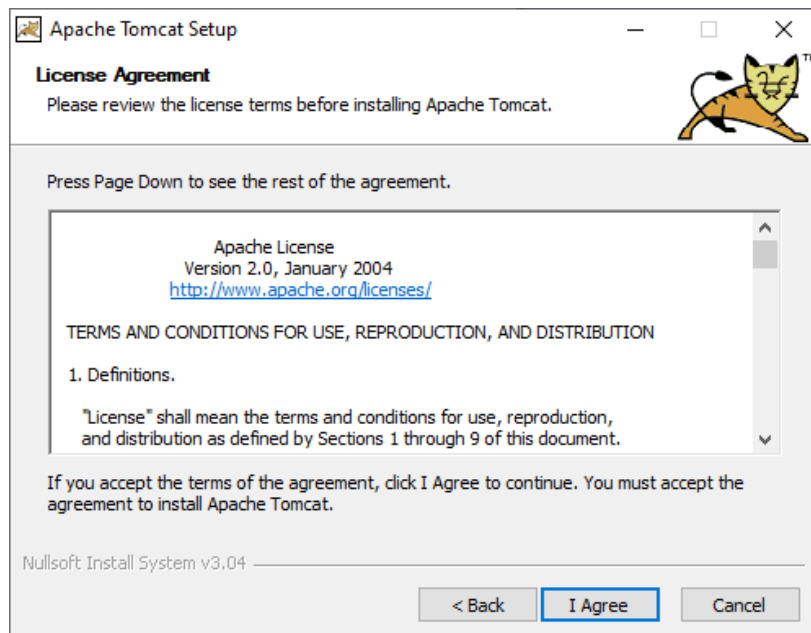 Apache Tomcat Setup
License Agreement
Please review the license terms before installing Apache Tomcat.
Press Page Down to see the rest of the agreement.
Apache License
Version 2.0, January 2004
http://www.apache.org/licenses/
TERMS AND CONDITIONS FOR USE, REPRODUCTION, AND DISTRIBUTION
1. Definitions.
"License" shall mean the terms and conditions for use, reproduction,
and distribution as defined by Sections 1 through 9 of this document.
If you accept the terms of the agreement, click I Agree to continue. You must accept the
agreement to install Apache Tomcat.
Nullsoft Install System v3.04
< Back
I Agree
Cancel